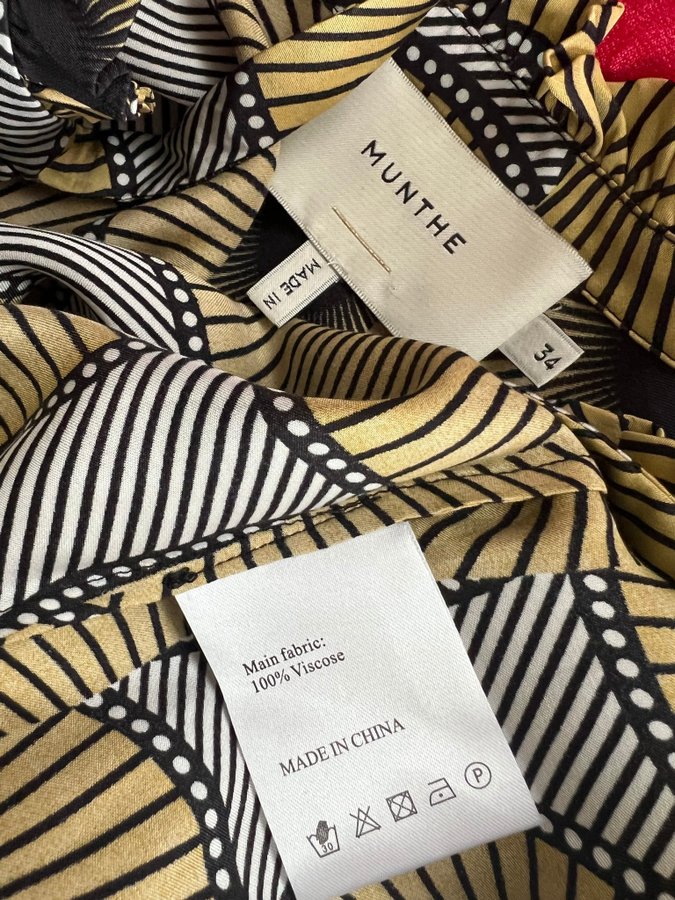 MUNTHE
MADE IN
34
Main fabric:
100% Viscose
MADE IN CHINA
30
P